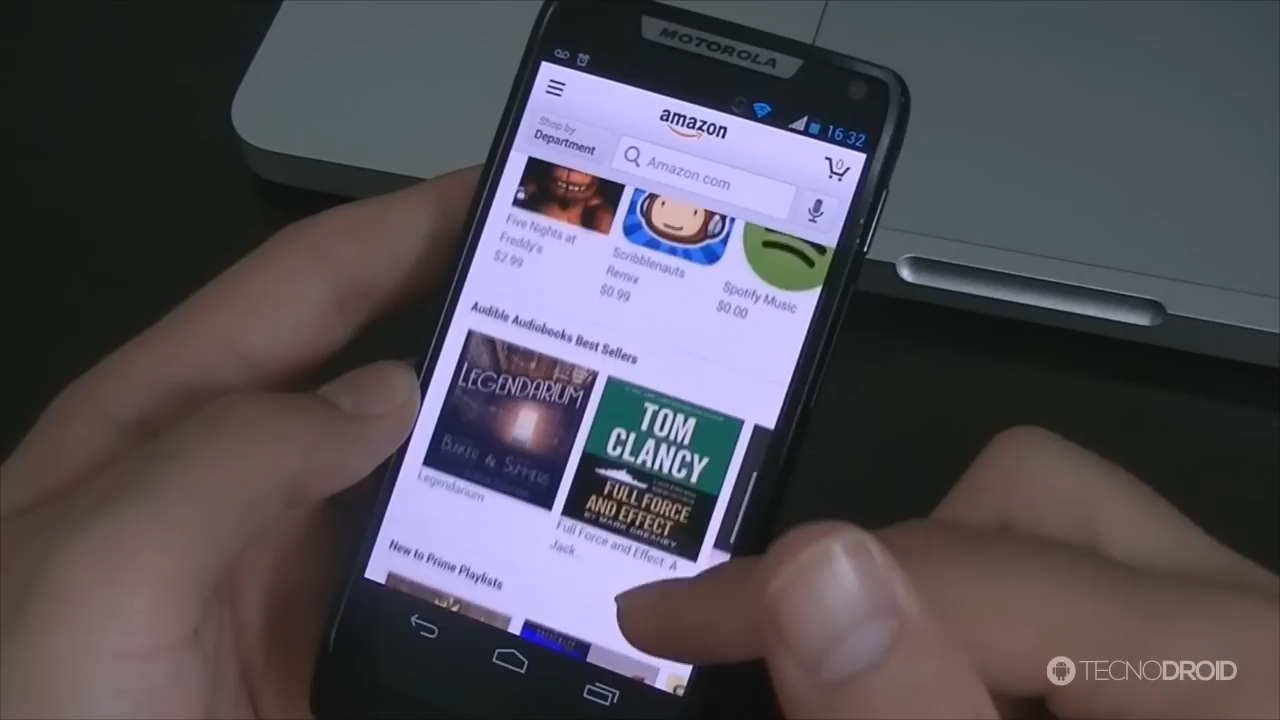 MOTOROLA
16:32
amazon
Shop by
Department
Amazon.com
0
Five Nights at
Freddy's
$2.99
Scribblenauts
Remix
$0.99
Spotify Music
$0.00
Audible Audiobooks Best Sellers
LEGENDARIUM
BUNKER & SUMMERS
Legendarium
TOM
CLANCY
FULL FORCE
AND EFFECT
BY MARK GREANEY
Full Force and Effect: A
Jack...
New to Prime Playlists
TECNODROID